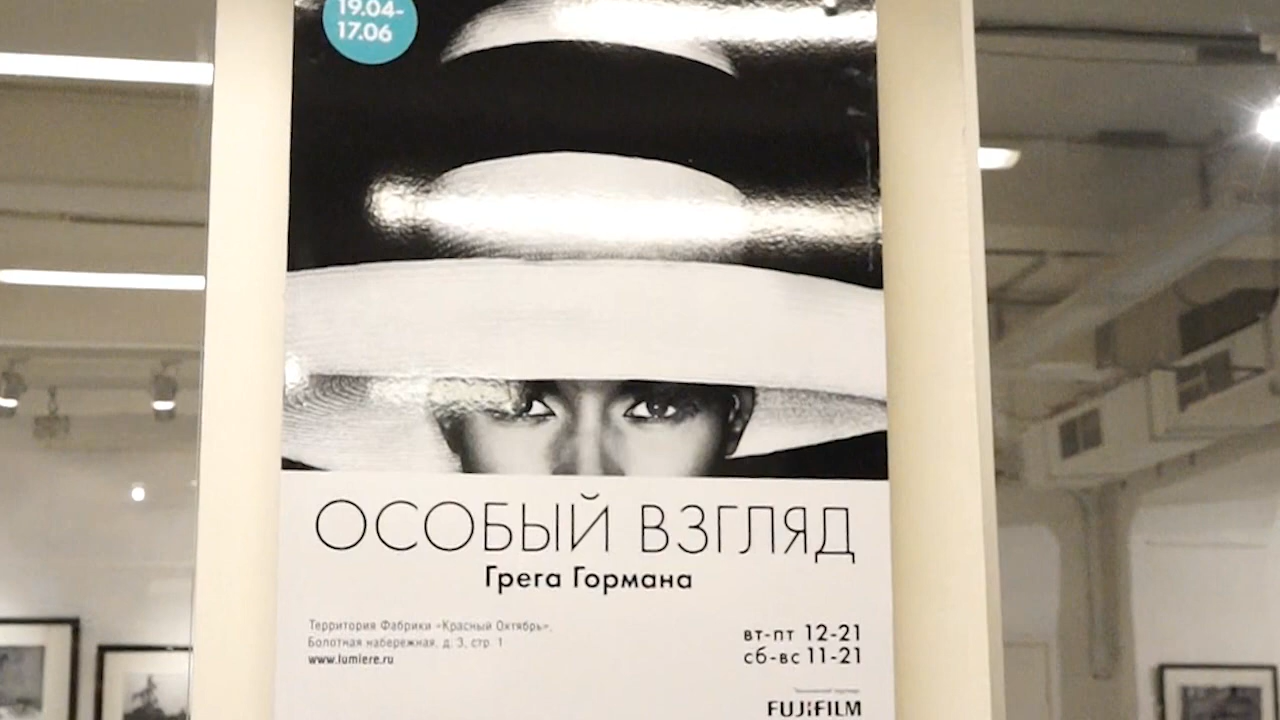 19.04-
17.06
ОСОБЫЙ ВЗГЛЯД
Грега Гормана
Территория Фабрики «Красный Октябрь»,
Болотная набережная, д. 3, стр. 1
www.lumiere.ru
вт-пт 12-21
сб-вс 11-21
FUJIFILM